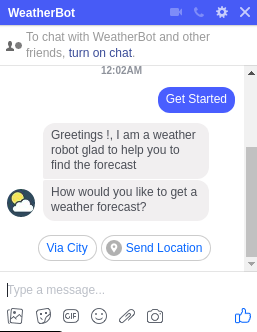 WeatherBot
To chat with WeatherBot and other
friends, turn on chat.
12:02AM
Get Started
Greetings !, I am a weather
robot glad to help you to
find the forecast
How would you like to get a
weather forecast?
Via City
Send Location
Type a message...
GIF